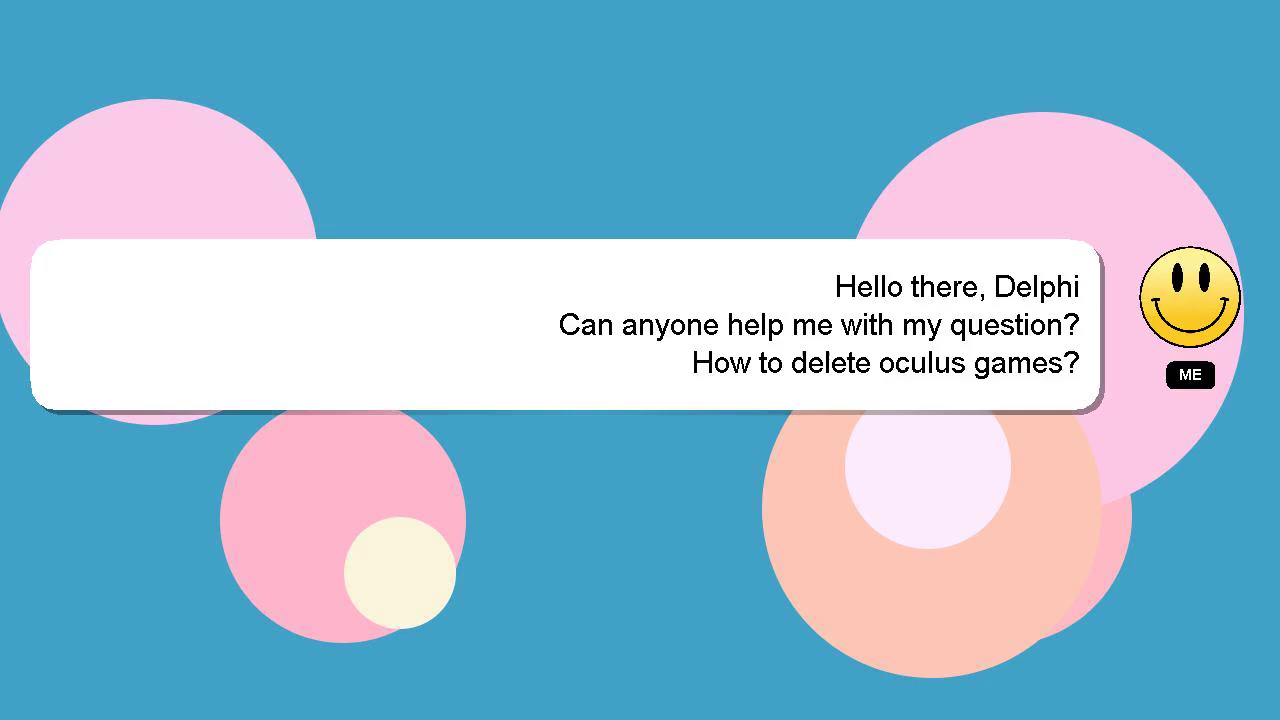 Hello there, Delphi
Can anyone help me with my question?
How to delete oculus games?
ME